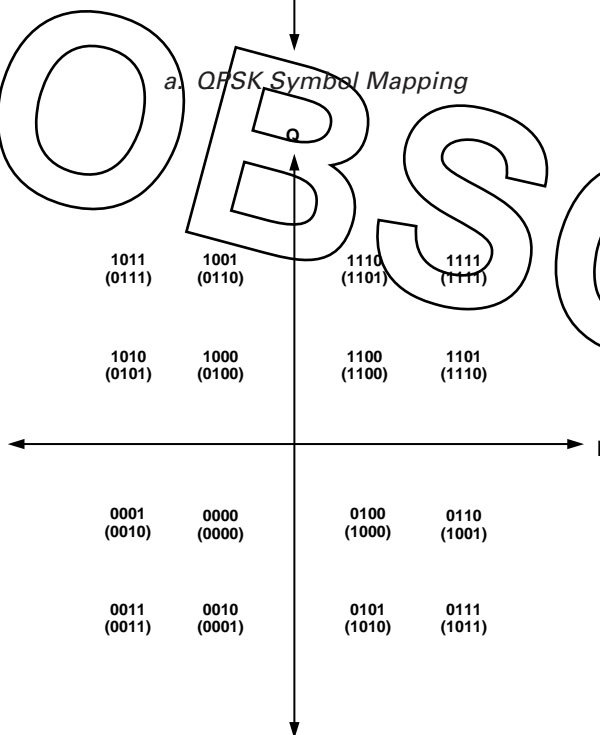 a. QPSK Symbol Mapping
Q
OBS
1011 1001 1110 1111
(0111) (0110) (1101) (1111)
1010 1000 1100 1101
(0101) (0100) (1100) (1110)
I
0001 0000 0100 0110
(0010) (0000) (1000) (1001)
0011 0010 0101 0111
(0011) (0001) (1010) (1011)